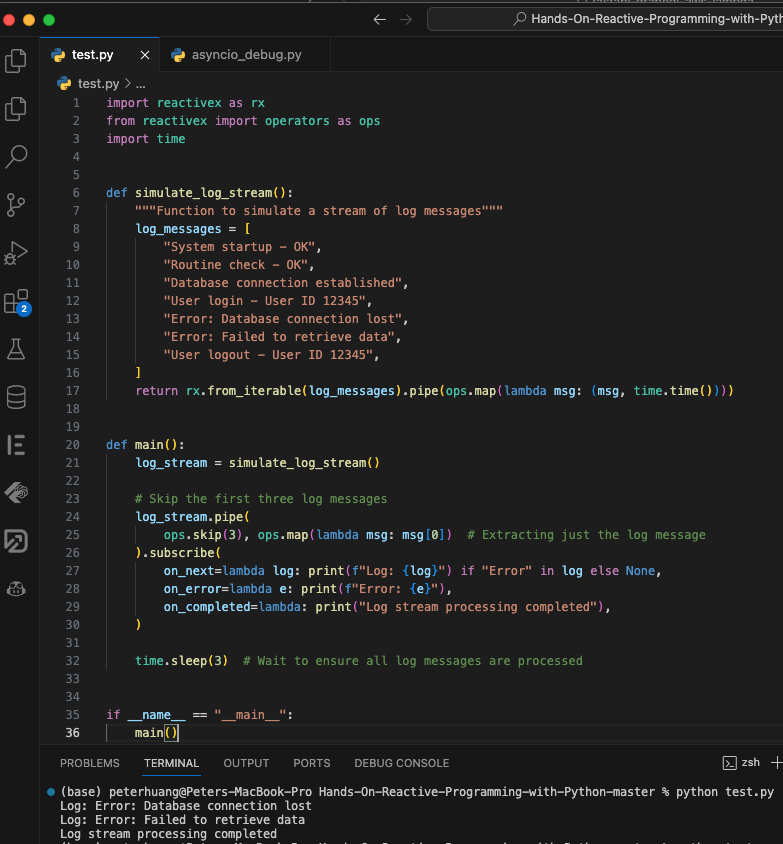 Hands-On-Reactive-Programming-with-Pyth
test.py
asyncio_debug.py
test.py > ...
1 import reactivex as rx
2 from reactivex import operators as ops
3 import time
4
5
6 def simulate_log_stream():
7     """Function to simulate a stream of log messages"""
8     log_messages = [
9         "System startup - OK",
10         "Routine check - OK",
11         "Database connection established",
12         "User login - User ID 12345",
13         "Error: Database connection lost",
14         "Error: Failed to retrieve data",
15         "User logout - User ID 12345",
16     ]
17     return rx.from_iterable(log_messages).pipe(ops.map(lambda msg: (msg, time.time())))
18
19
20 def main():
21     log_stream = simulate_log_stream()
22
23     # Skip the first three log messages
24     log_stream.pipe(
25         ops.skip(3), ops.map(lambda msg: msg[0])  # Extracting just the log message
26     ).subscribe(
27         on_next=lambda log: print(f"Log: {log}") if "Error" in log else None,
28         on_error=lambda e: print(f"Error: {e}"),
29         on_completed=lambda: print("Log stream processing completed"),
30     )
31
32     time.sleep(3)  # Wait to ensure all log messages are processed
33
34
35 if __name__ == "__main__":
36     main()
2
PROBLEMS TERMINAL OUTPUT PORTS DEBUG CONSOLE zsh
(base) peterhuang@Peters-MacBook-Pro Hands-On-Reactive-Programming-with-Python-master % python test.py
Log: Error: Database connection lost
Log: Error: Failed to retrieve data
Log stream processing completed